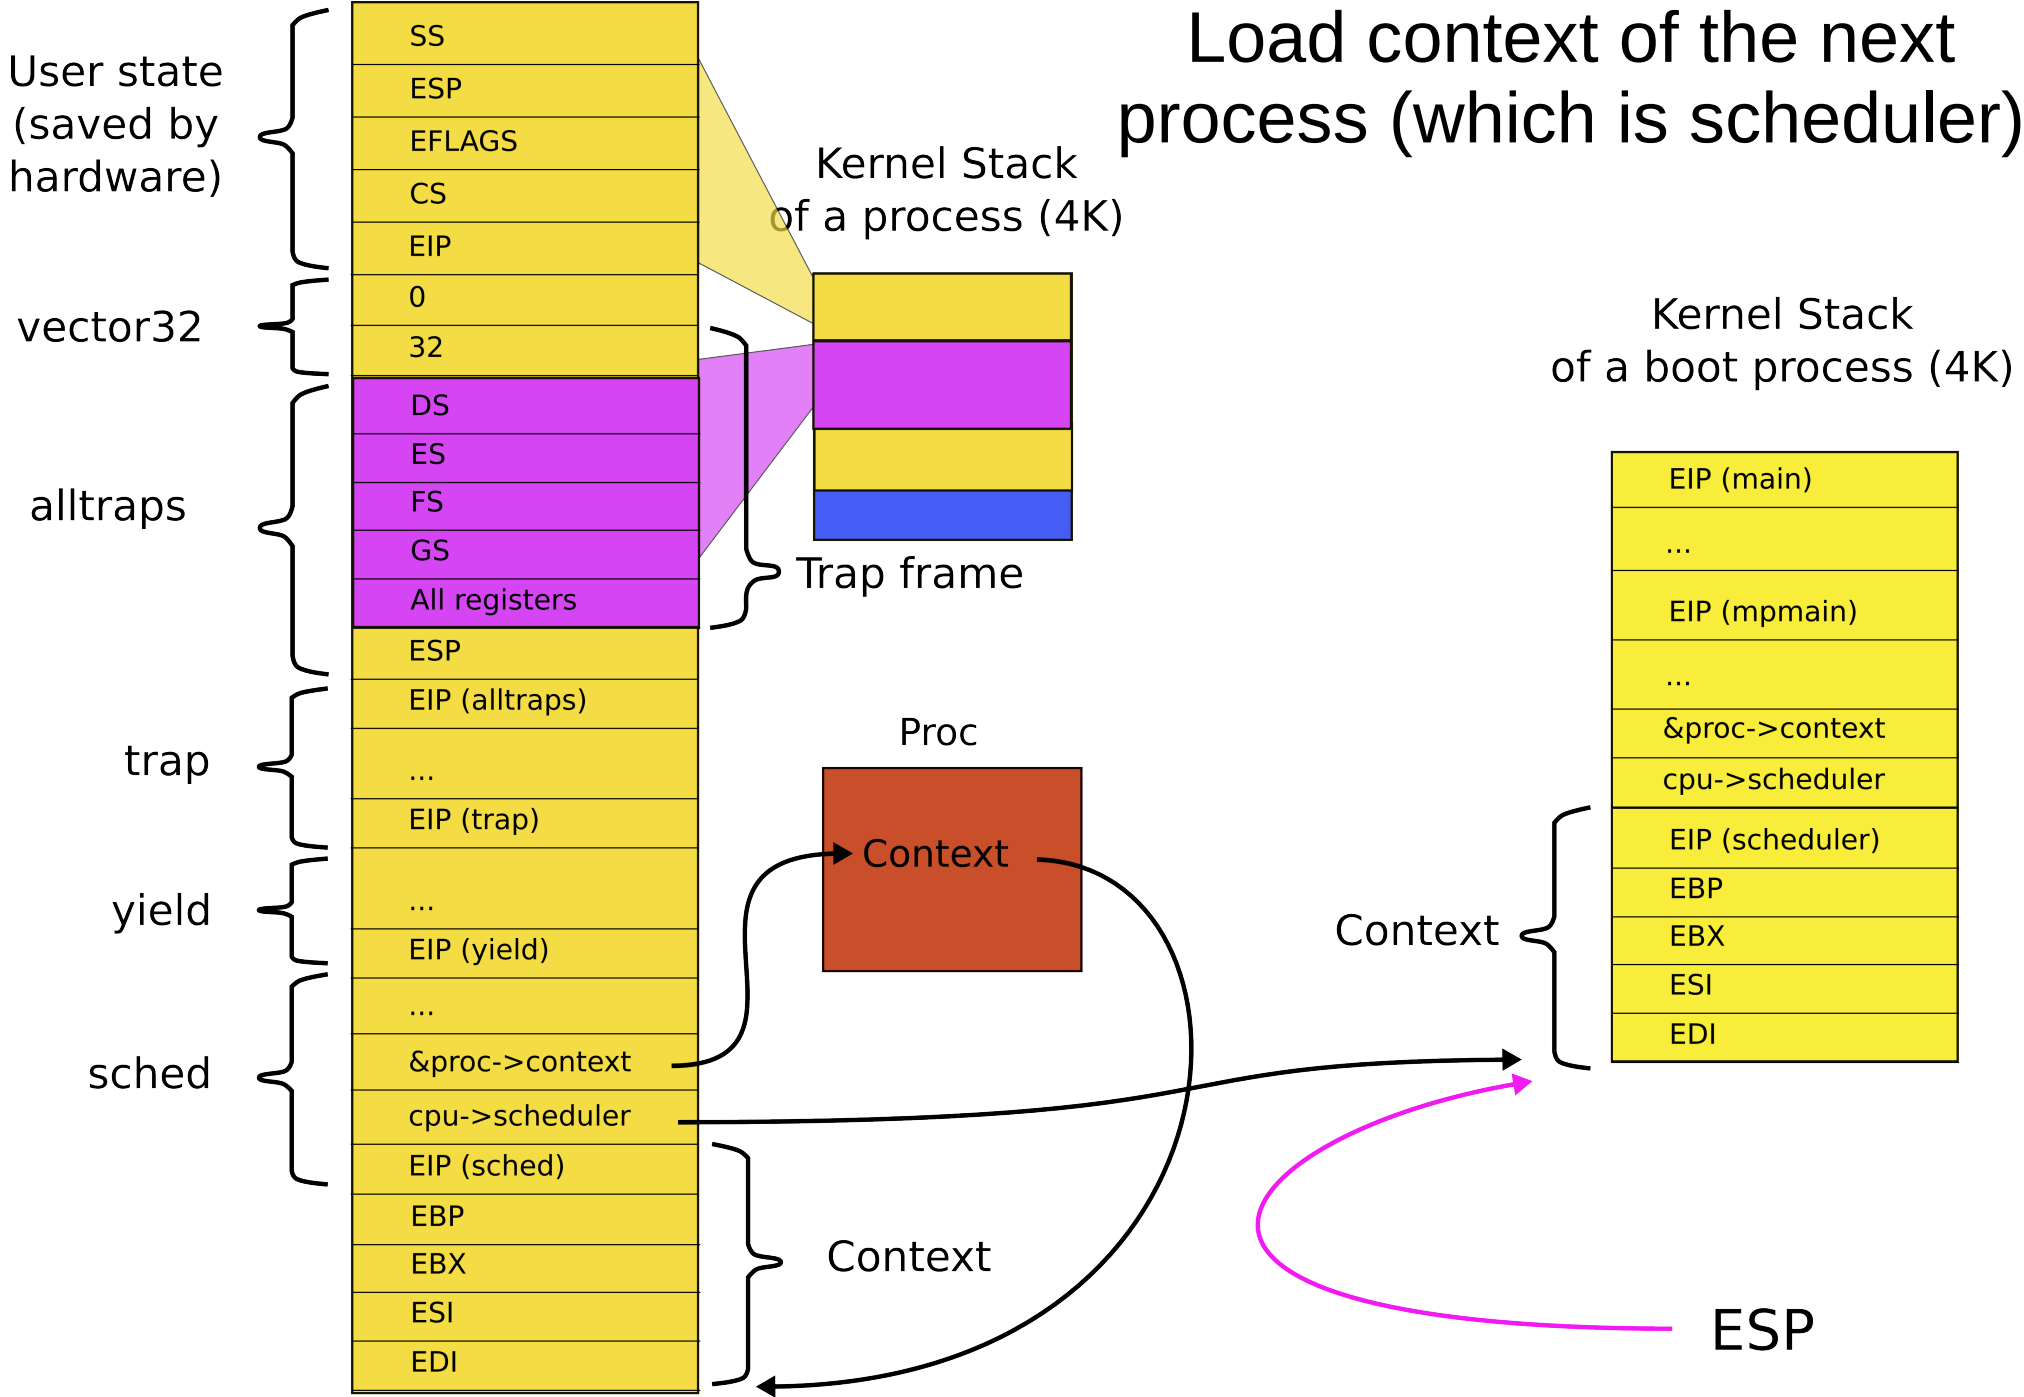 Load context of the next
process (which is scheduler)
User state
(saved by
hardware)
vector32
alltraps
trap
yield
sched
SS
ESP
EFLAGS
CS
EIP
0
32
DS
ES
FS
GS
All registers
ESP
EIP (alltraps)
...
EIP (trap)
...
EIP (yield)
...
&proc->context
cpu->scheduler
EIP (sched)
EBP
EBX
ESI
EDI
Kernel Stack
of a process (4K)
Trap frame
Proc
Context
Context
Kernel Stack
of a boot process (4K)
EIP (main)
...
EIP (mpmain)
...
&proc->context
cpu->scheduler
EIP (scheduler)
EBP
EBX
ESI
EDI
Context
ESP